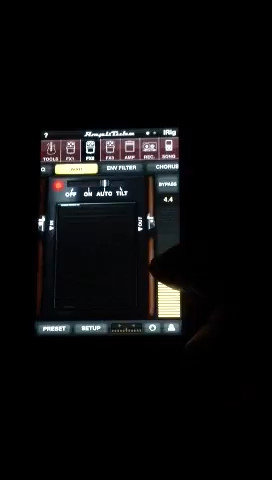 ? AmpliTube iRig
TOOLS FX1 FX2 FX3 AMP REC. SONG
ENV FILTER CHORUS
OFF ON AUTO TILT
BYPASS
4.4
PRESET SETUP